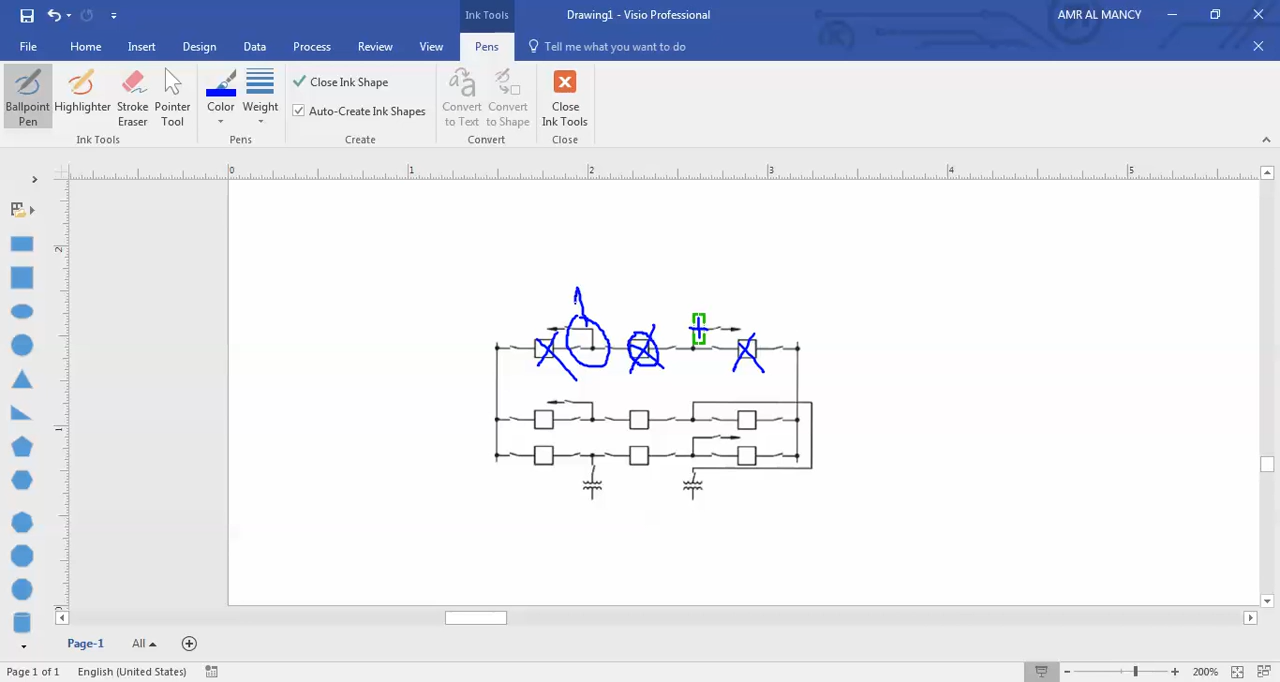 Ink Tools
Drawing1 - Visio Professional
AMR AL MANCY
File
Home
Insert
Design
Data
Process
Review
View
Pens
Tell me what you want to do
Ballpoint
Pen
Highlighter
Stroke
Eraser
Pointer
Tool
Color
Weight
Close Ink Shape
Auto-Create Ink Shapes
Convert
to Text
Convert
to Shape
Close
Ink Tools
Ink Tools
Pens
Create
Convert
Close
0
1
2
3
4
5
2
1
0
Page-1
All
Page 1 of 1
English (United States)
200%